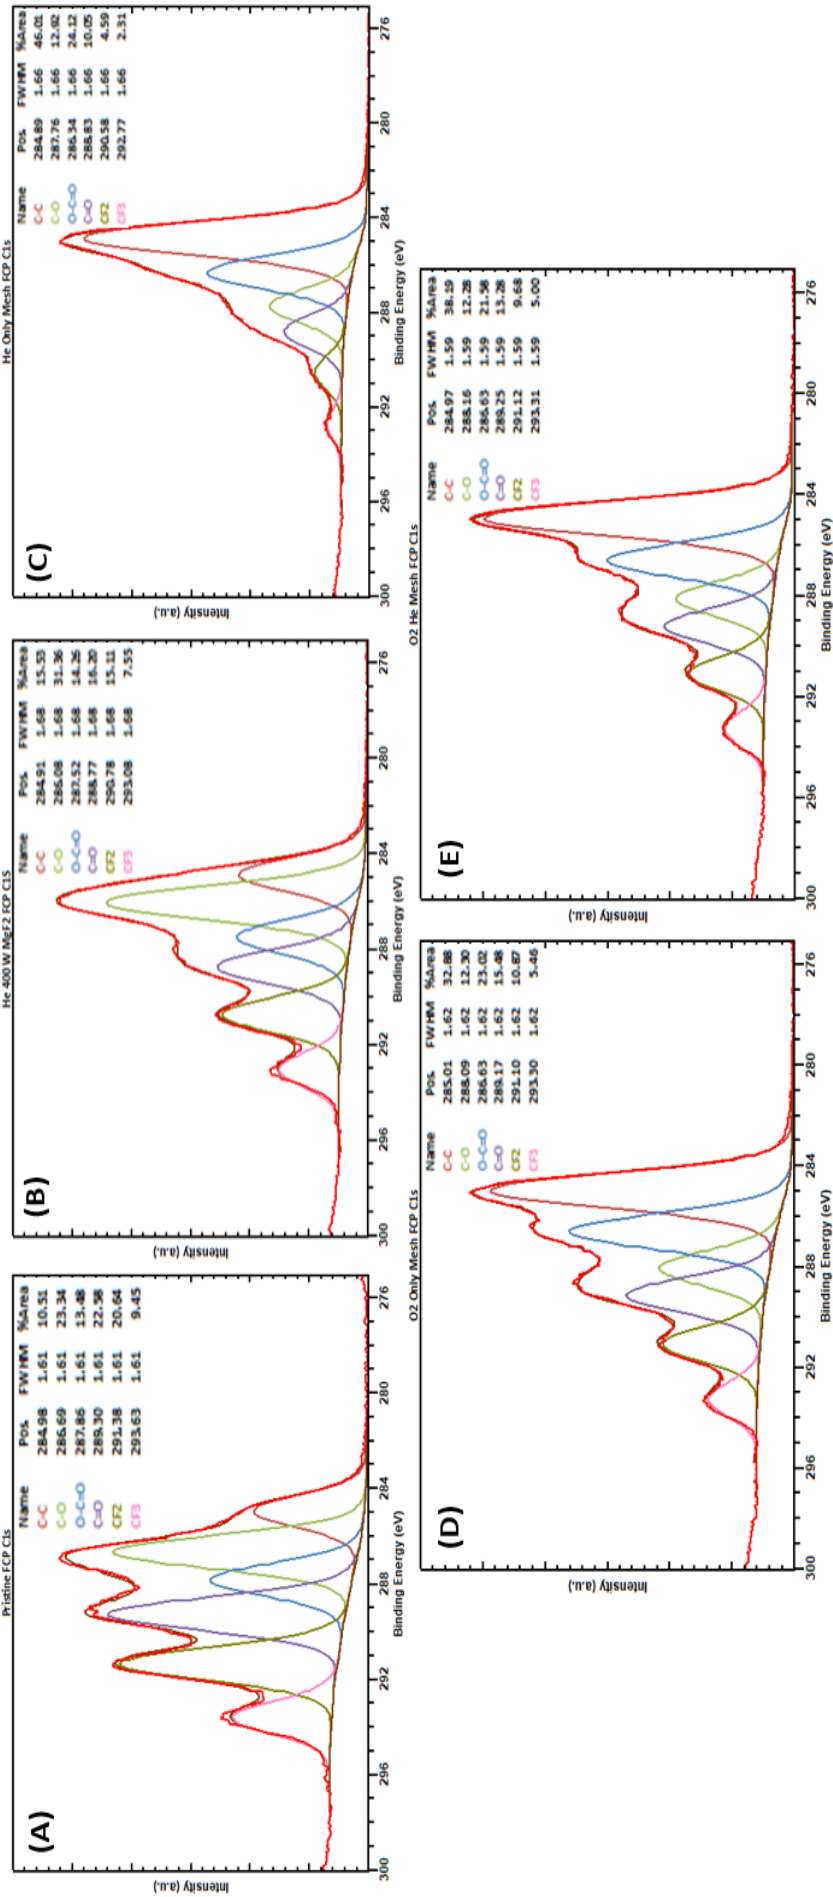 (A)
Pristine FCP C1s
Name Pos. FWHM %Area
C-C 284.98 1.61 10.51
C-O 286.69 1.61 23.34
O-C=O 287.86 1.61 13.48
C=O 289.30 1.61 22.58
CF2 291.38 1.61 20.64
CF3 293.63 1.61 9.45
Intensity (a.u.)
300 296 292 288 284 280 276
Binding Energy (eV)
(B)
He 400 W MgF2 FCP C1S
Name Pos. FWHM %Area
C-C 284.91 1.68 15.53
C-O 286.08 1.68 31.36
O-C=O 287.52 1.68 14.26
C=O 288.77 1.68 16.20
CF2 290.78 1.68 15.11
CF3 293.08 1.68 7.55
Intensity (a.u.)
300 296 292 288 284 280 276
Binding Energy (eV)
(C)
He Only Mesh FCP C1s
Name Pos. FWHM %Area
C-C 284.89 1.66 46.01
C-O 287.76 1.66 12.92
O-C=O 286.34 1.66 24.12
C=O 288.83 1.66 10.05
CF2 290.58 1.66 4.59
CF3 292.77 1.66 2.31
Intensity (a.u.)
300 296 292 288 284 280 276
Binding Energy (eV)
(D)
O2 Only Mesh FCP C1s
Name Pos. FWHM %Area
C-C 285.01 1.62 32.88
C-O 288.09 1.62 12.30
O-C=O 286.63 1.62 23.02
C=O 289.17 1.62 15.48
CF2 291.10 1.62 10.87
CF3 293.30 1.62 5.46
Intensity (a.u.)
300 296 292 288 284 280 276
Binding Energy (eV)
(E)
O2 He Mesh FCP C1s
Name Pos. FWHM %Area
C-C 284.97 1.59 38.19
C-O 288.16 1.59 12.28
O-C=O 286.63 1.59 21.58
C=O 289.25 1.59 13.28
CF2 291.12 1.59 9.68
CF3 293.31 1.59 5.00
Intensity (a.u.)
300 296 292 288 284 280 276
Binding Energy (eV)